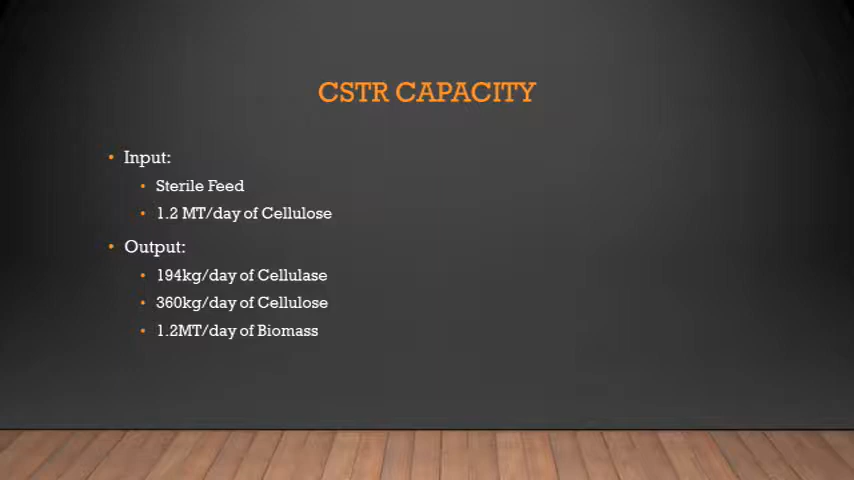 CSTR CAPACITY
• Input:
• Sterile Feed
• 1.2 MT/day of Cellulose
• Output:
• 194kg/day of Cellulase
• 360kg/day of Cellulose
• 1.2MT/day of Biomass